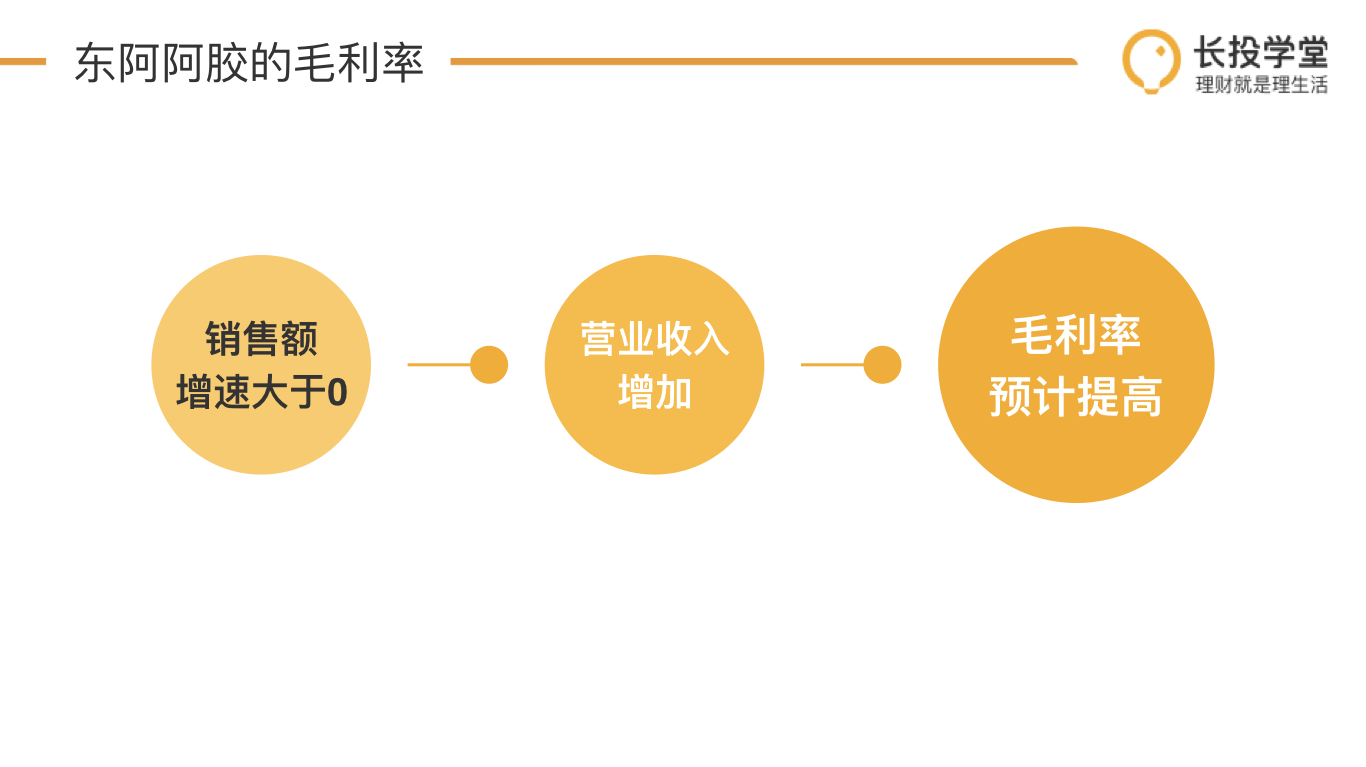 东阿阿胶的毛利率
长投学堂
理财就是理生活
销售额
增速大于0
营业收入
增加
毛利率
预计提高